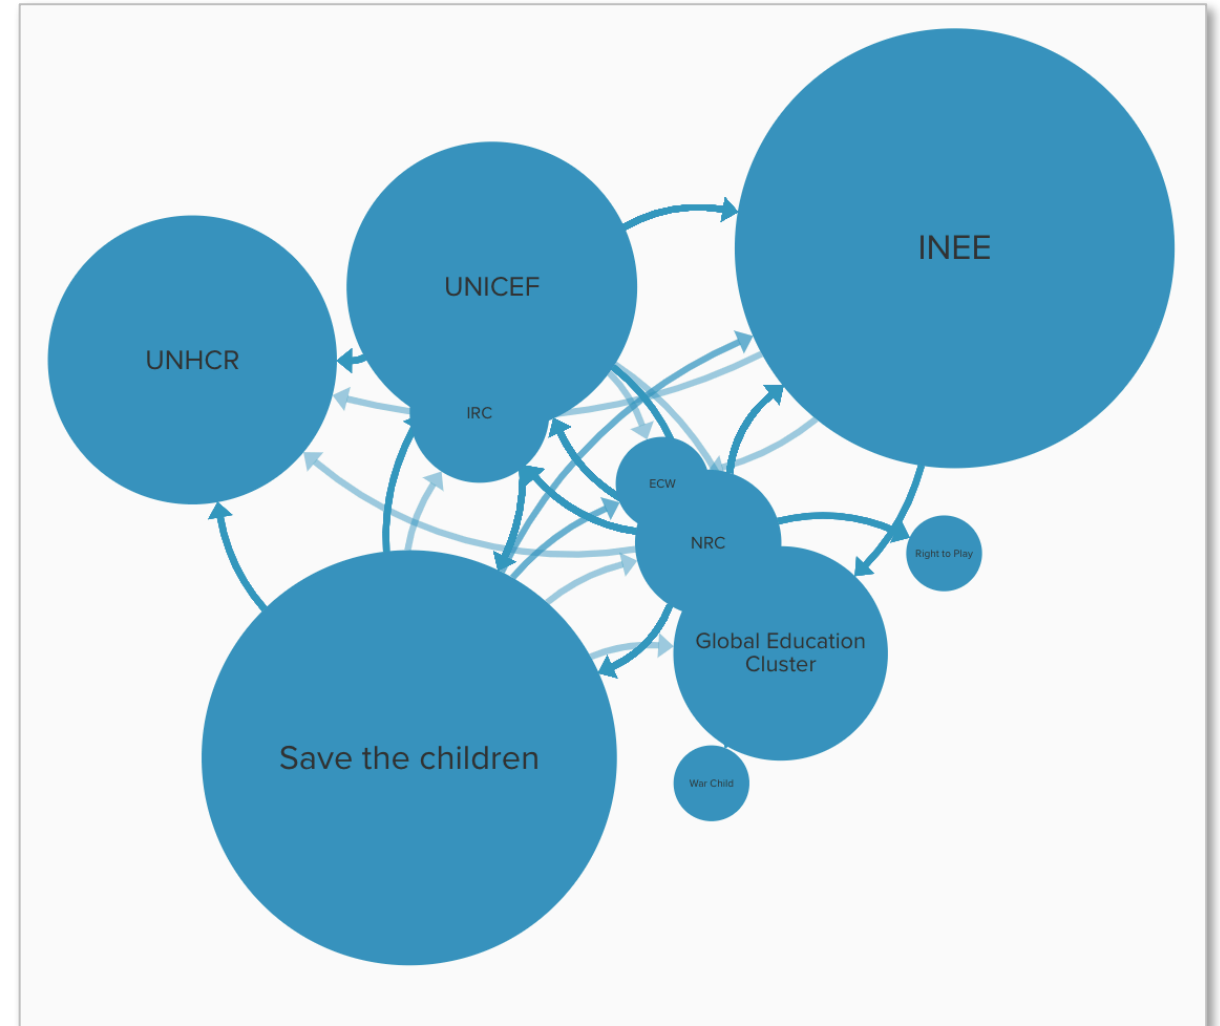 INEE
UNICEF
UNHCR
IRC
ECW
NRC
Right to Play
Global Education
Cluster
Save the children
War Child